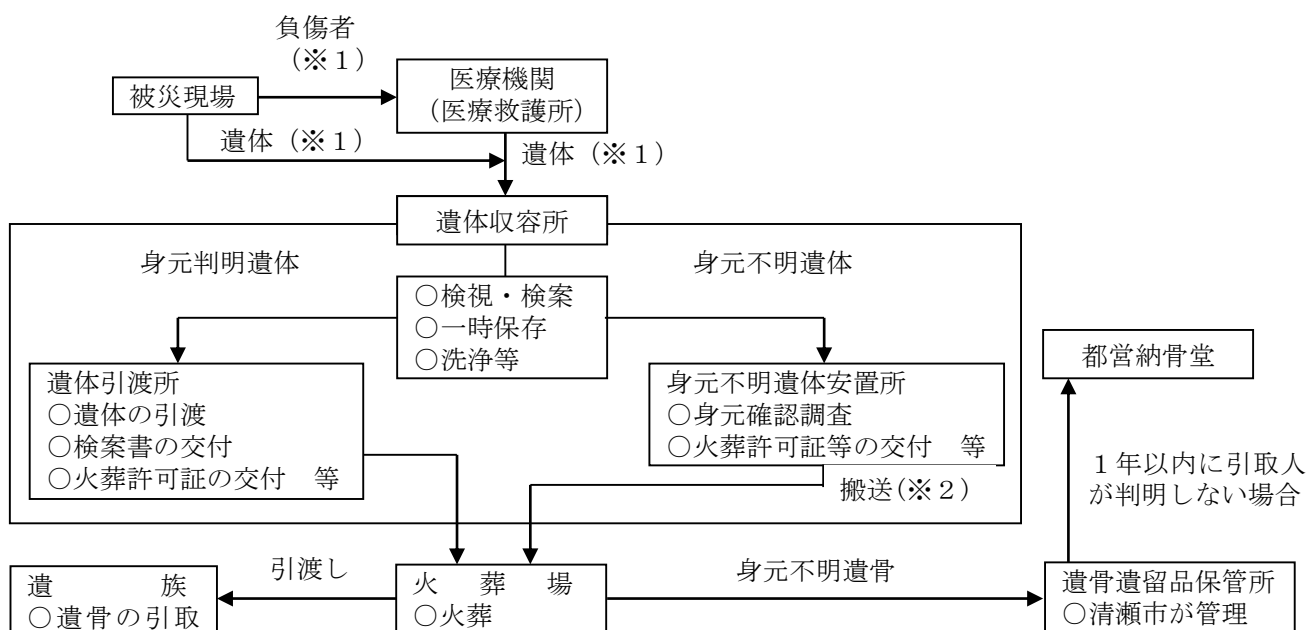 負傷者
（※１）
被災現場
医療機関
（医療救護所）
遺体（※１）
遺体（※１）
遺体収容所
身元判明遺体
身元不明遺体
○検視・検案
○一時保存
○洗浄等
遺体引渡所
○遺体の引渡
○検案書の交付
○火葬許可証の交付　等
身元不明遺体安置所
○身元確認調査
○火葬許可証等の交付　等
搬送(※２)
都営納骨堂
１年以内に引取人
が判明しない場合
遺　　　族
○遺骨の引取
引渡し
火　葬　場
○火葬
身元不明遺骨
遺骨遺留品保管所
○清瀬市が管理